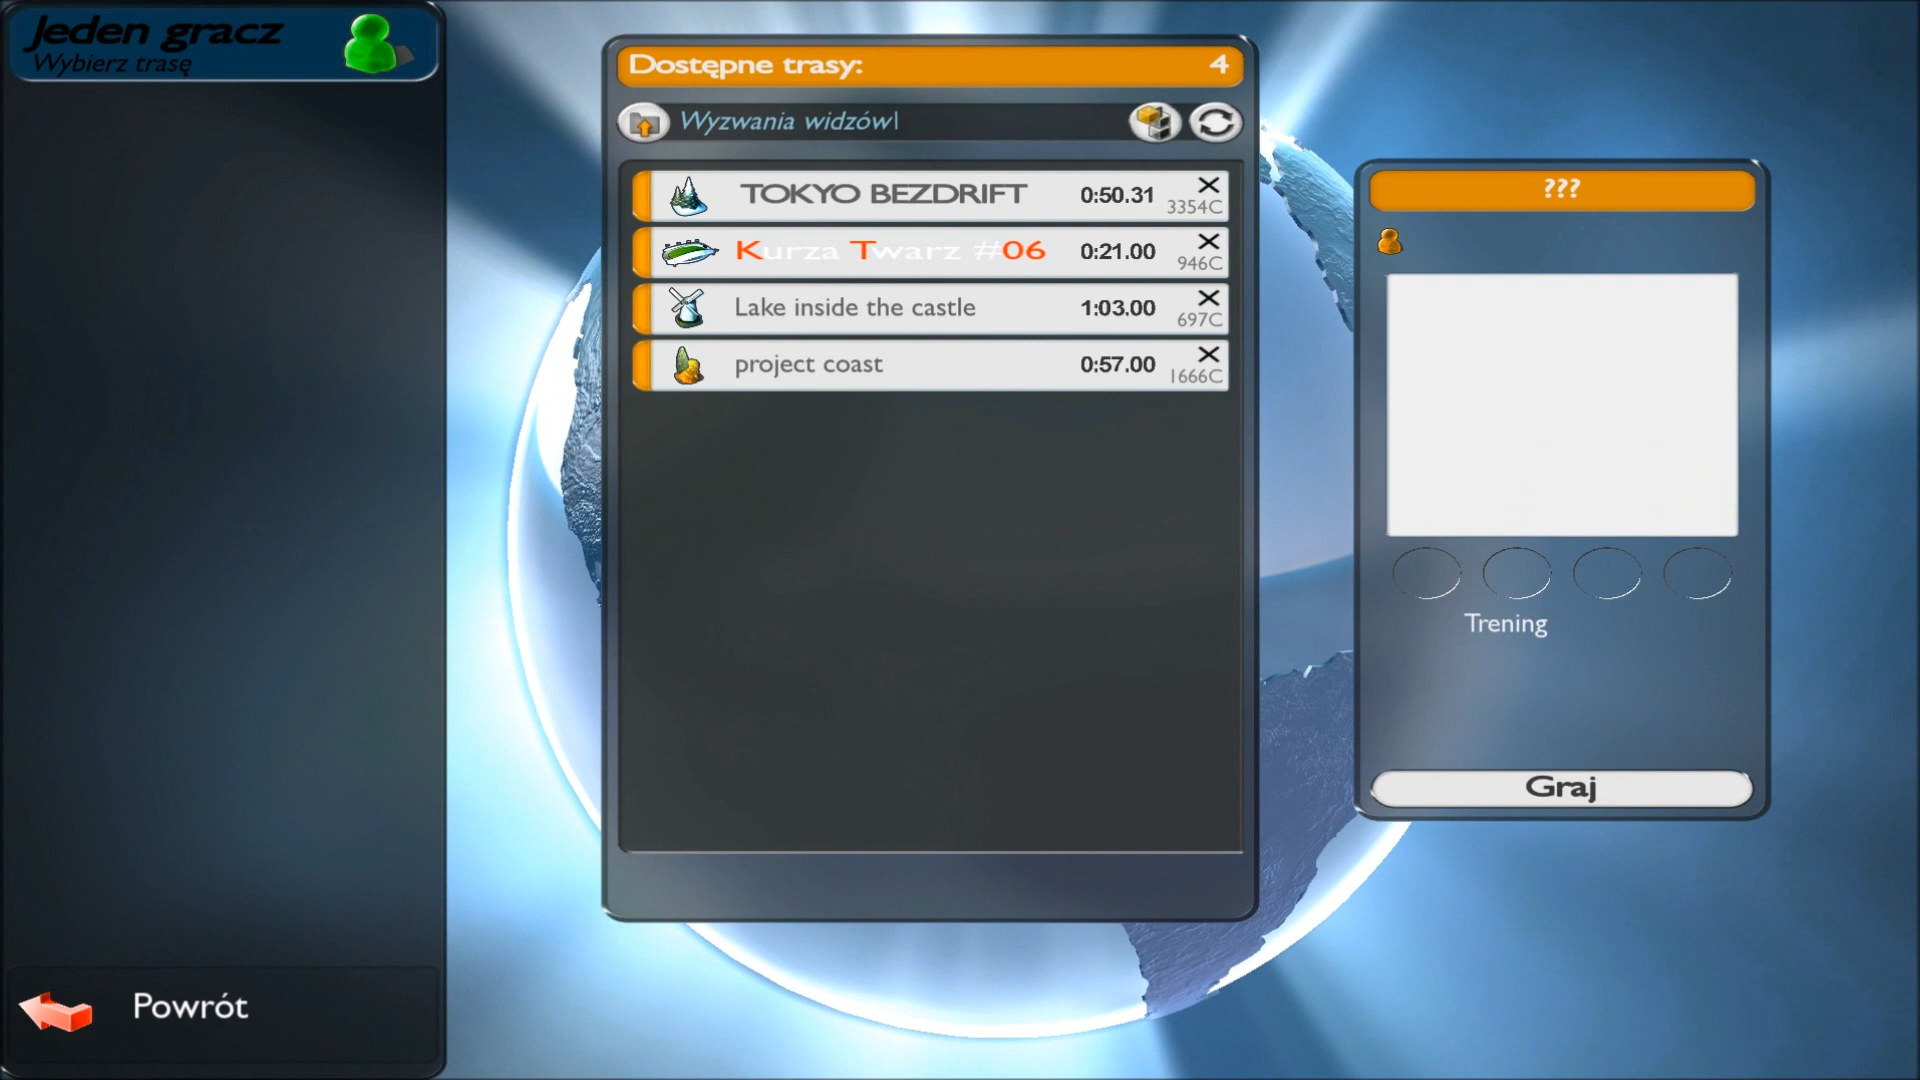 Jeden gracz
Wybierz trasę
Dostępne trasy: 4
Wyzwania widzów
TOKYO BEZDRIFT 0:50.31 3354C
Kurza Twarz #06 0:21.00 946C
Lake inside the castle 1:03.00 697C
project coast 0:57.00 1666C
???
Trening
Graj
Powrót